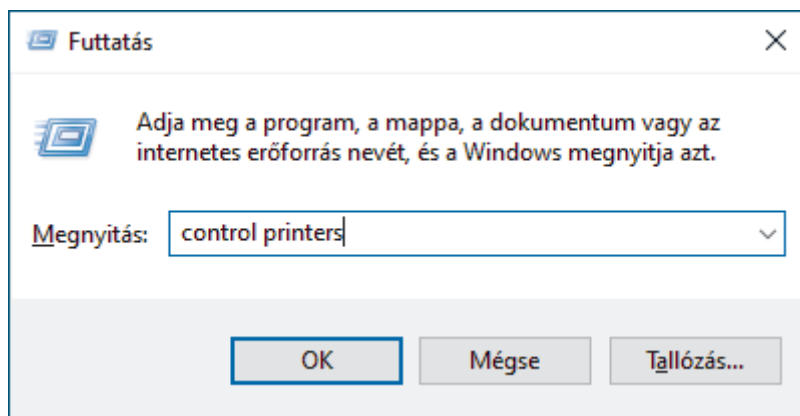 Futtatás
Adja meg a program, a mappa, a dokumentum vagy az
internetes erőforrás nevét, és a Windows megnyitja azt.
Megnyitás: control printers
OK Mégse Tallózás...